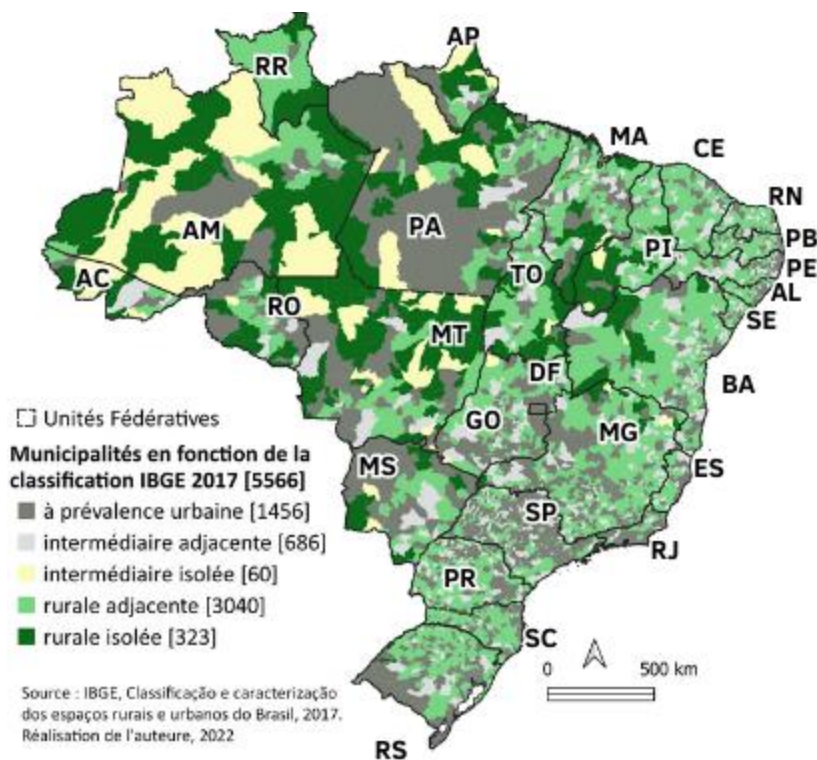 AP
RR
MA
CE
RN
PB
PE
AL
SE
PA
AM
PI
TO
AC
RO
MT
DF
BA
GO
MG
MS
ES
SP
RJ
PR
SC
RS
Unités Fédératives
Municipalités en fonction de la
classification IBGE 2017 [5566]
à prévalence urbaine [1456]
intermédiaire adjacente [686]
intermédiaire isolée [60]
rurale adjacente [3040]
rurale isolée [323]
0 500 km
Source : IBGE, Classificação e caracterização
dos espaços rurais e urbanos do Brasil, 2017.
Réalisation de l'auteure, 2022